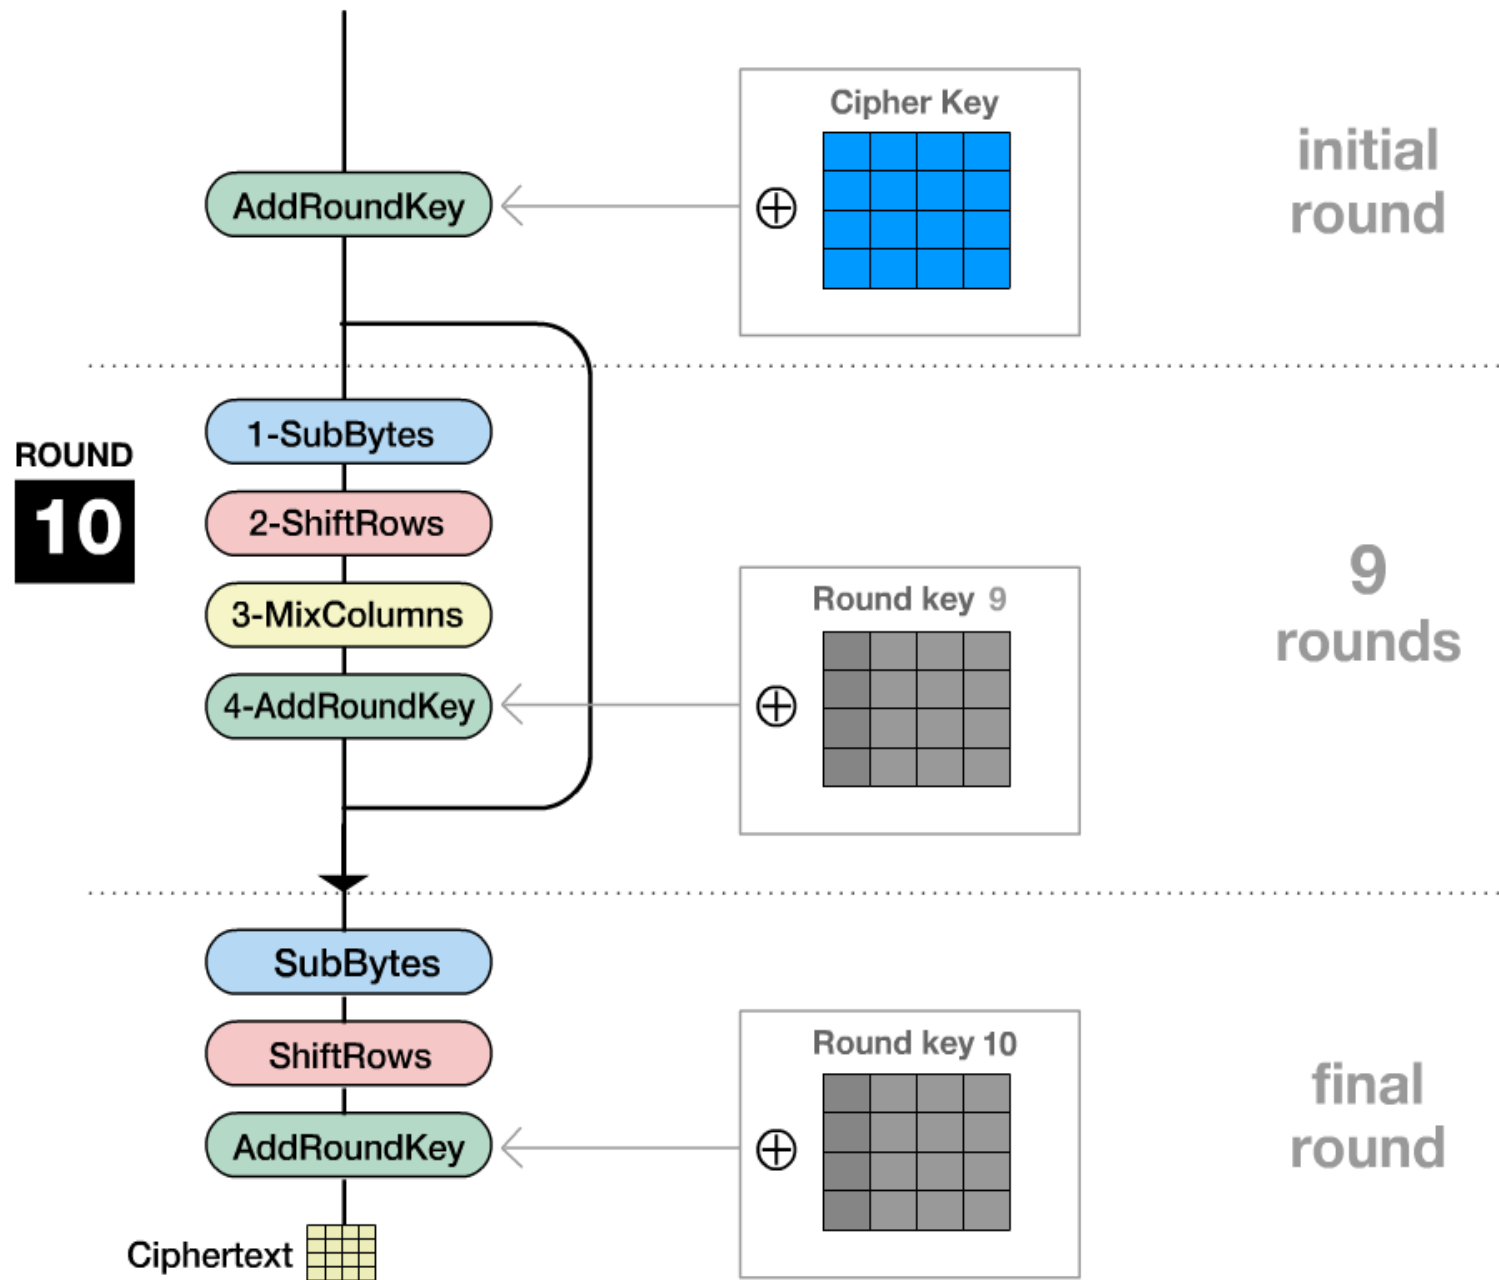 Cipher Key
AddRoundKey
initial
round
1-SubBytes
ROUND
10
2-ShiftRows
3-MixColumns
4-AddRoundKey
Round key 9
9
rounds
SubBytes
ShiftRows
AddRoundKey
Round key 10
final
round
Ciphertext